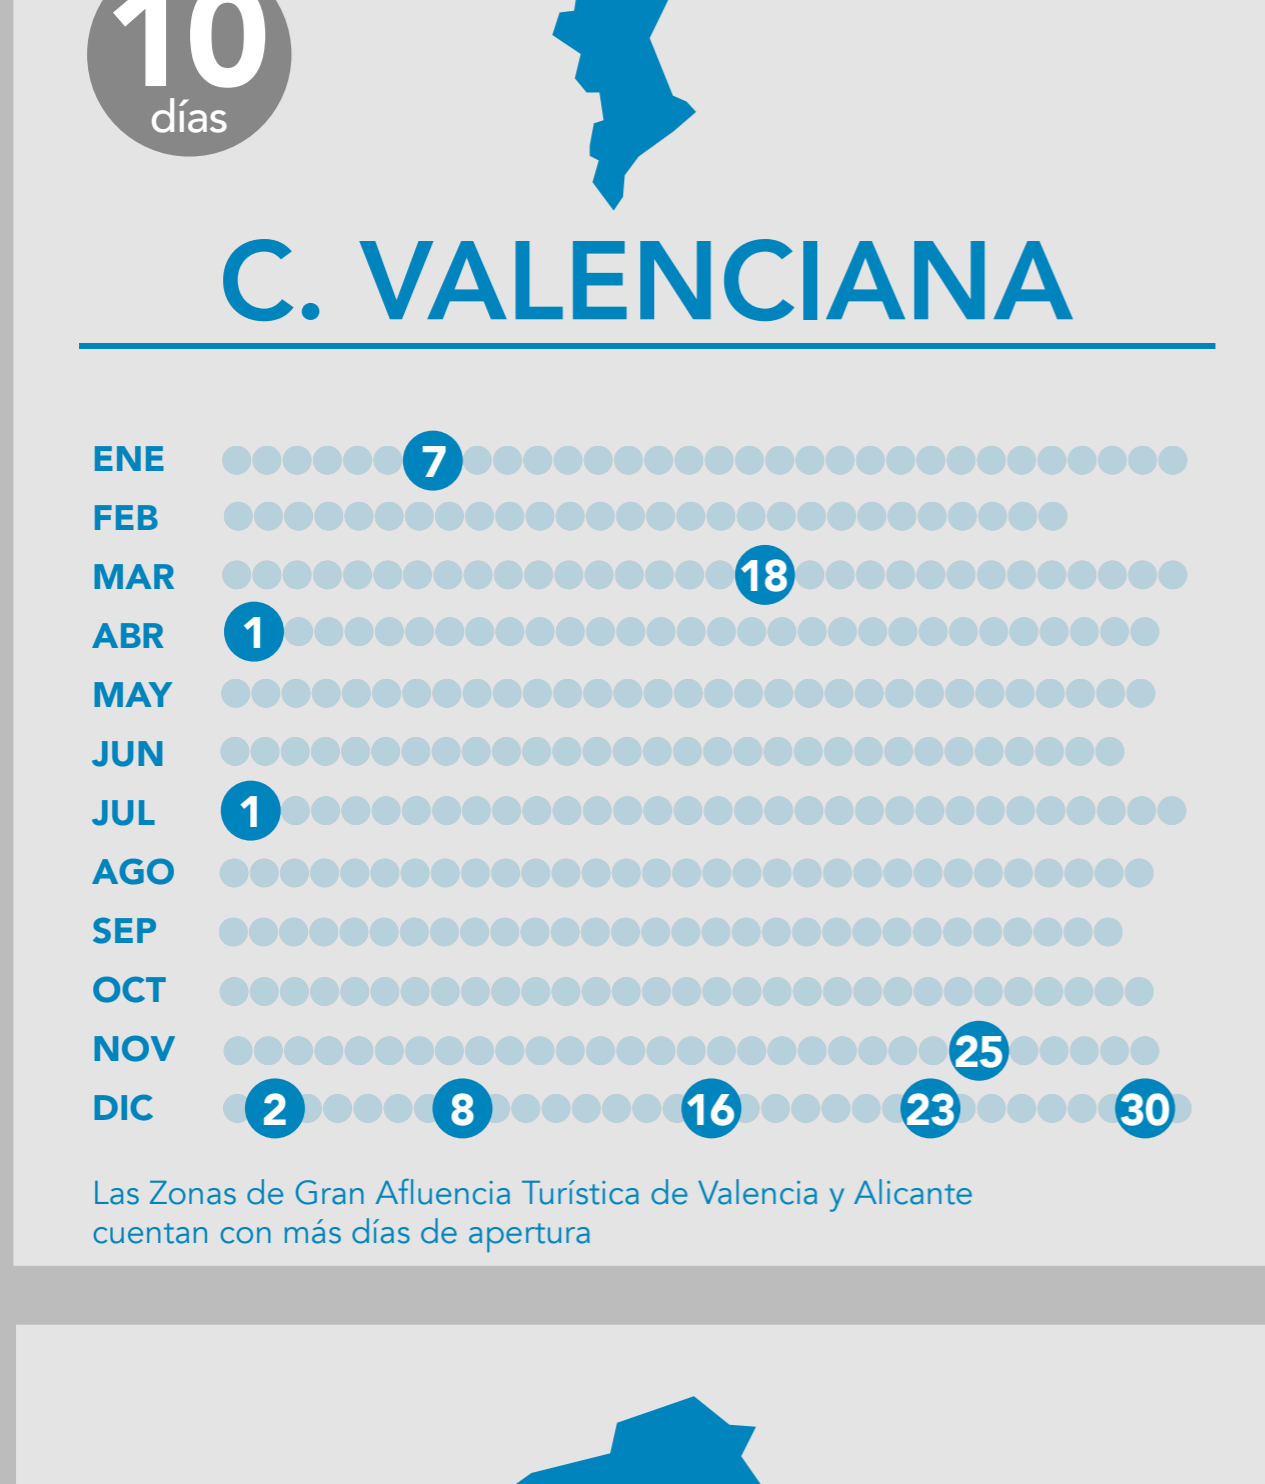 10
días
C. VALENCIANA
ENE 7
FEB
MAR 18
ABR 1
MAY
JUN
JUL 1
AGO
SEP
OCT
NOV 25
DIC 2 8 16 23 30
Las Zonas de Gran Afluencia Turística de Valencia y Alicante
cuentan con más días de apertura